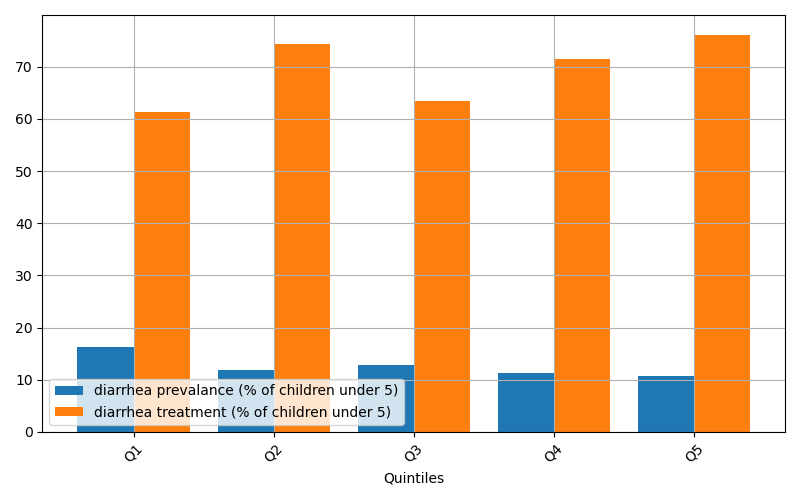 70
60
50
40
30
20
10
0
diarrhea prevalance (% of children under 5)
diarrhea treatment (% of children under 5)
Q1 Q2 Q3 Q4 Q5
Quintiles